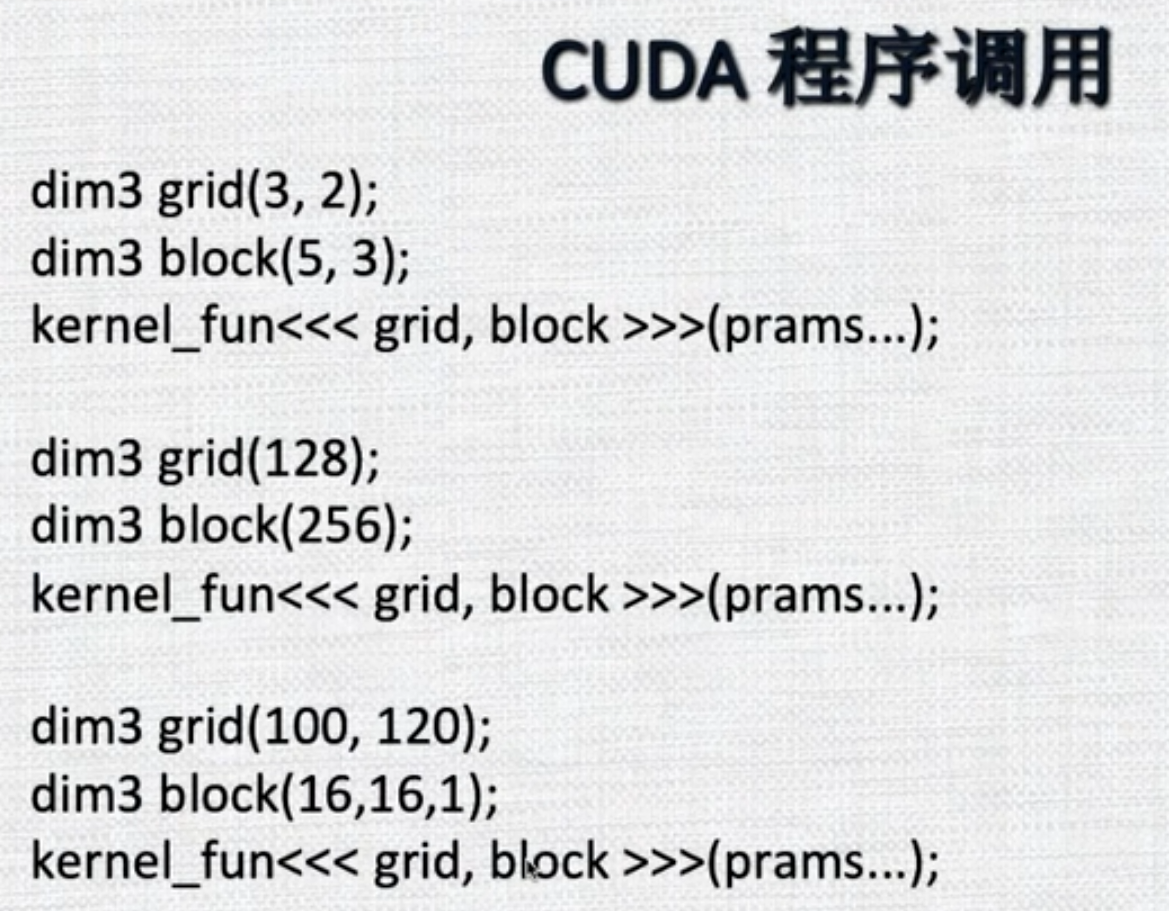 CUDA 程序调用
dim3 grid(3, 2);
dim3 block(5, 3);
kernel_fun<<< grid, block >>>(prams...);
dim3 grid(128);
dim3 block(256);
kernel_fun<<< grid, block >>>(prams...);
dim3 grid(100, 120);
dim3 block(16,16,1);
kernel_fun<<< grid, block >>>(prams...);